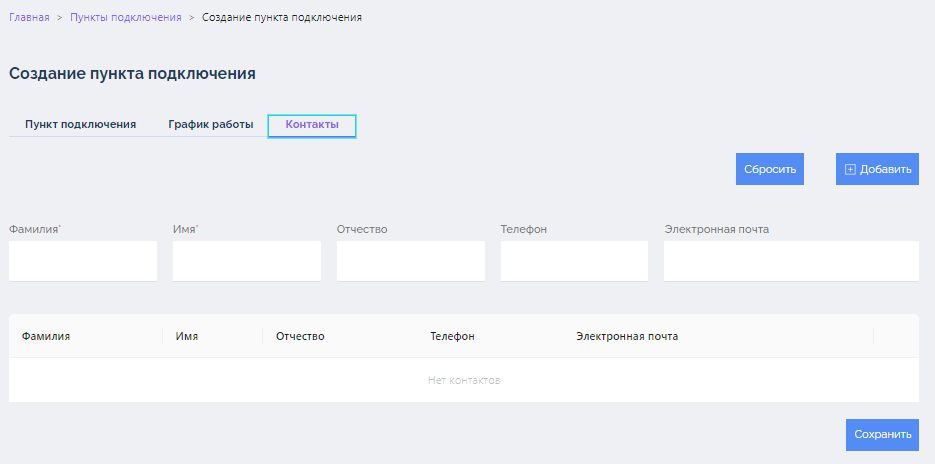 Главная > Пункты подключения > Создание пункта подключения
Создание пункта подключения
Пункт подключения График работы Контакты
Сбросить Добавить
Фамилия* Имя* Отчество Телефон Электронная почта
Фамилия Имя Отчество Телефон Электронная почта
Нет контактов
Сохранить